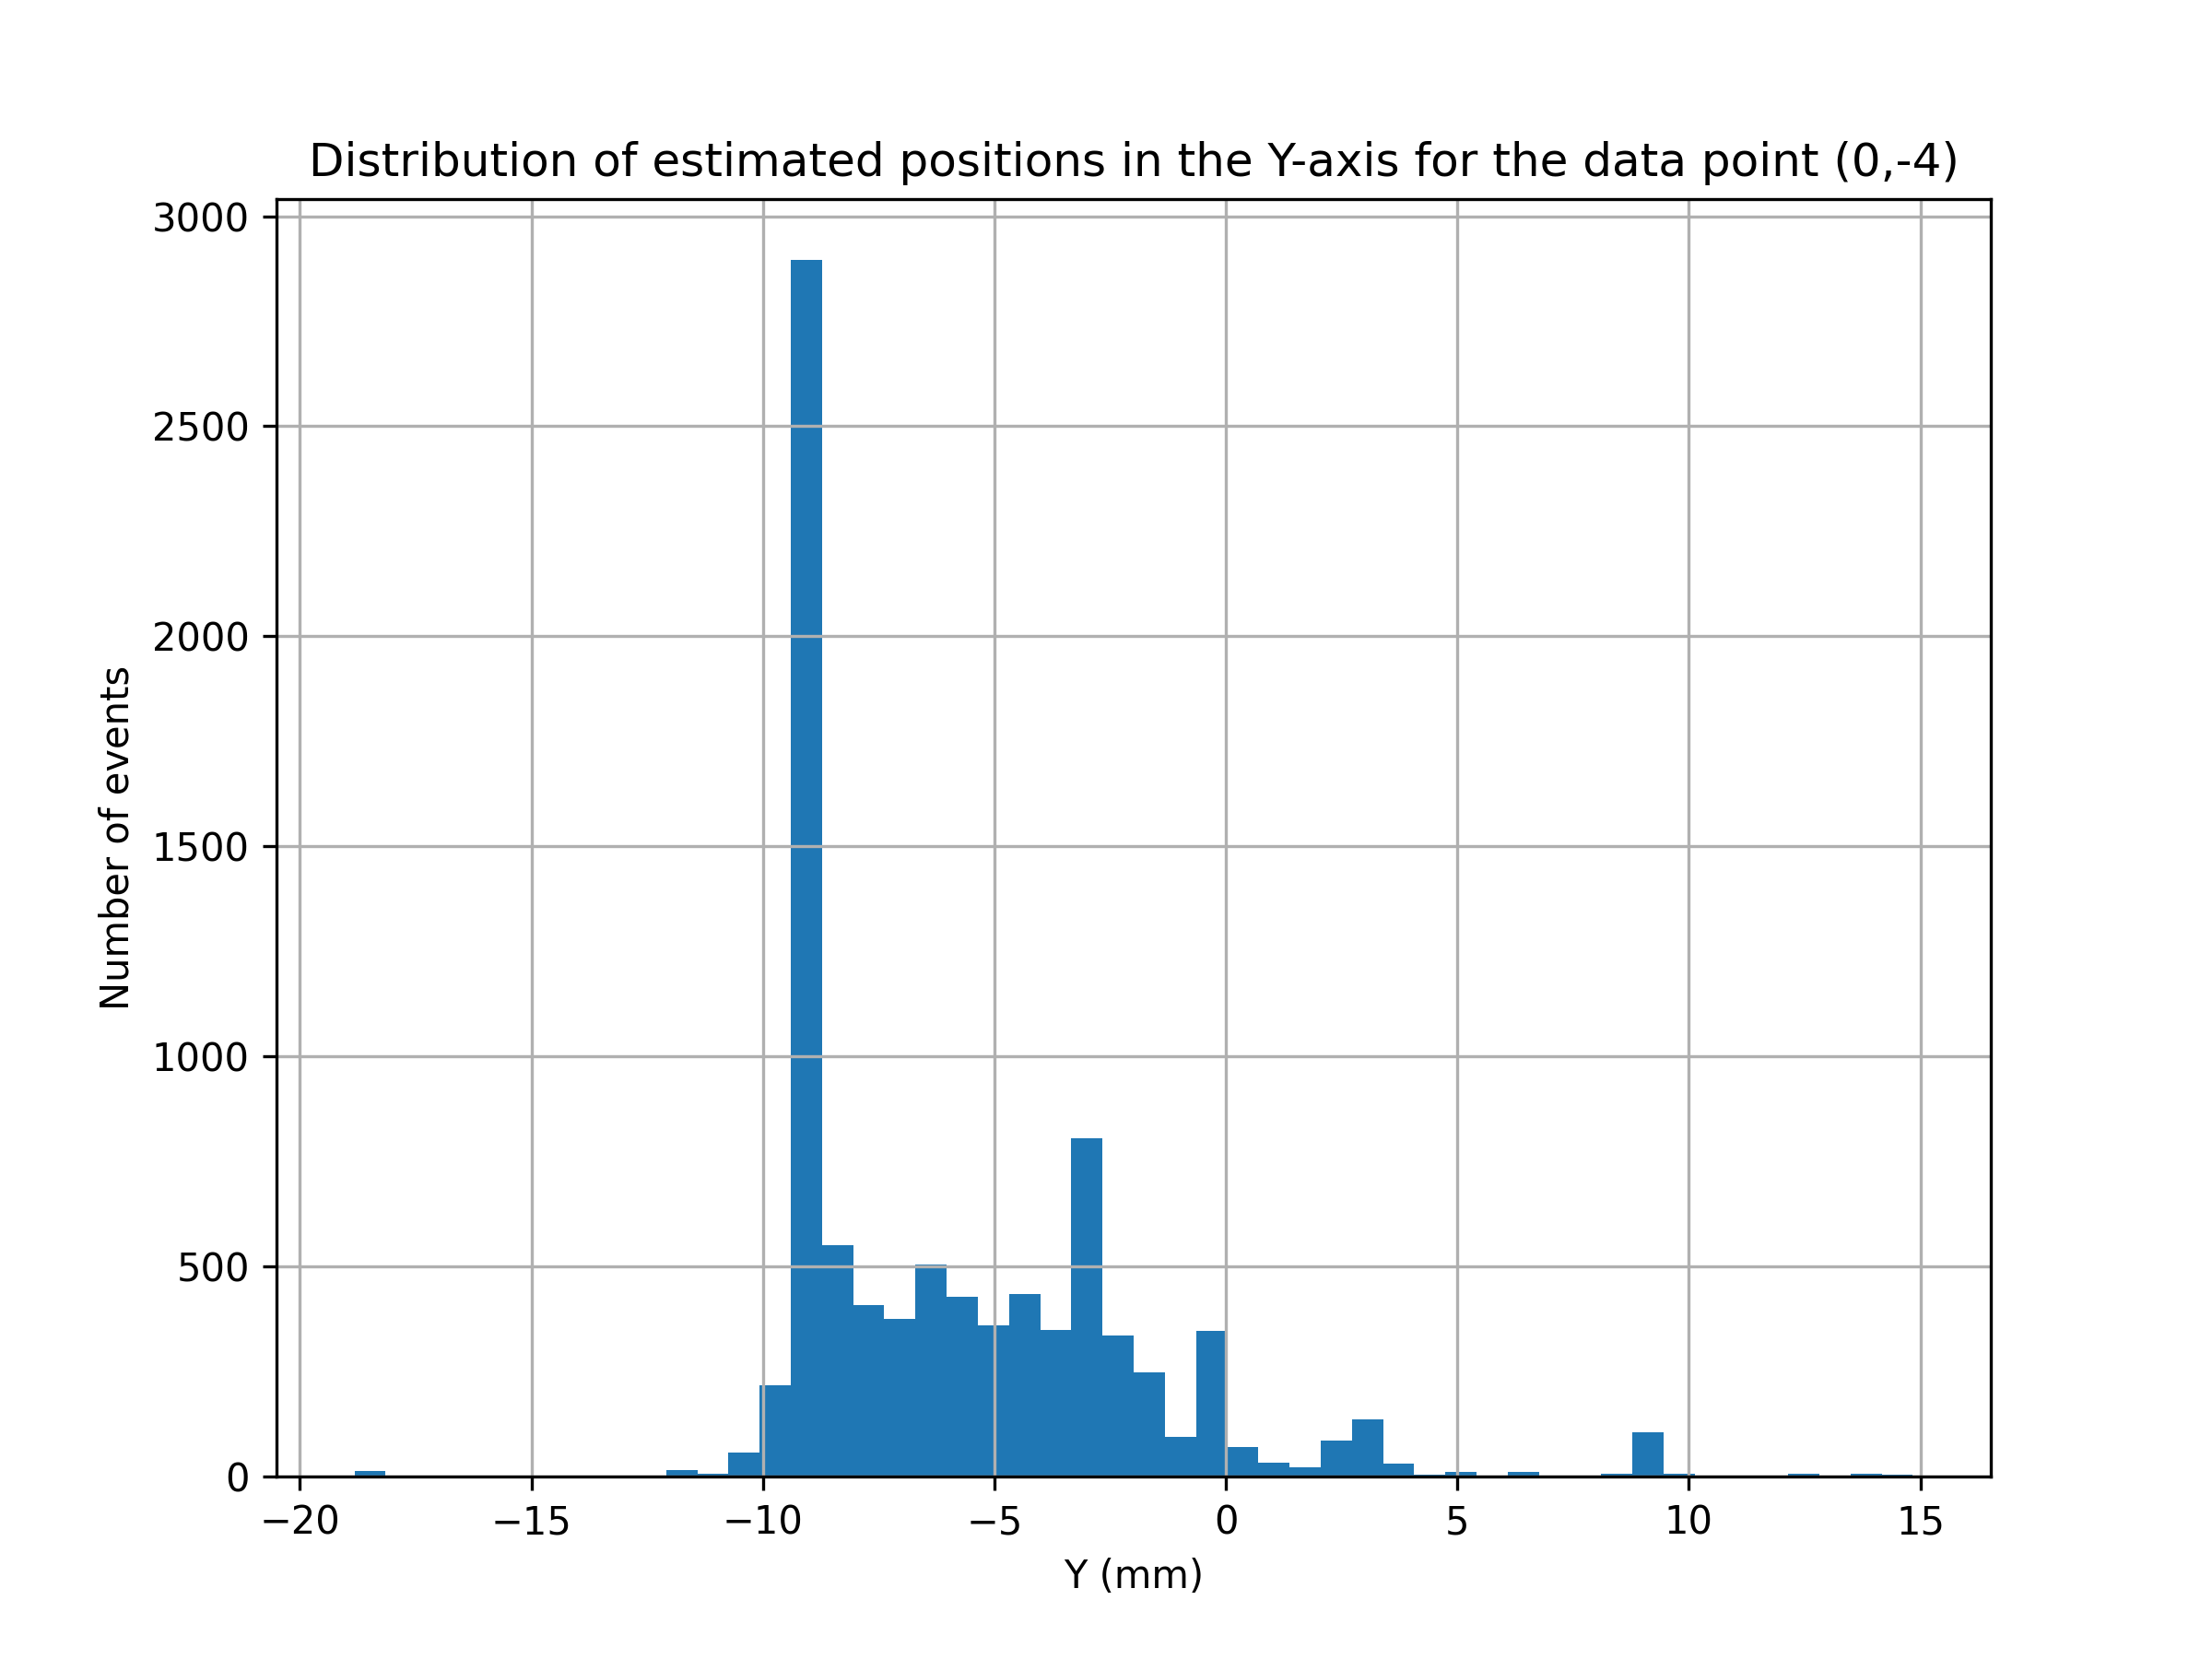 Distribution of estimated positions in the Y-axis for the data point (0,-4)
3000
2500
2000
1500
1000
500
0
Number of events
−20 −15 −10 −5 0 5 10 15
Y (mm)